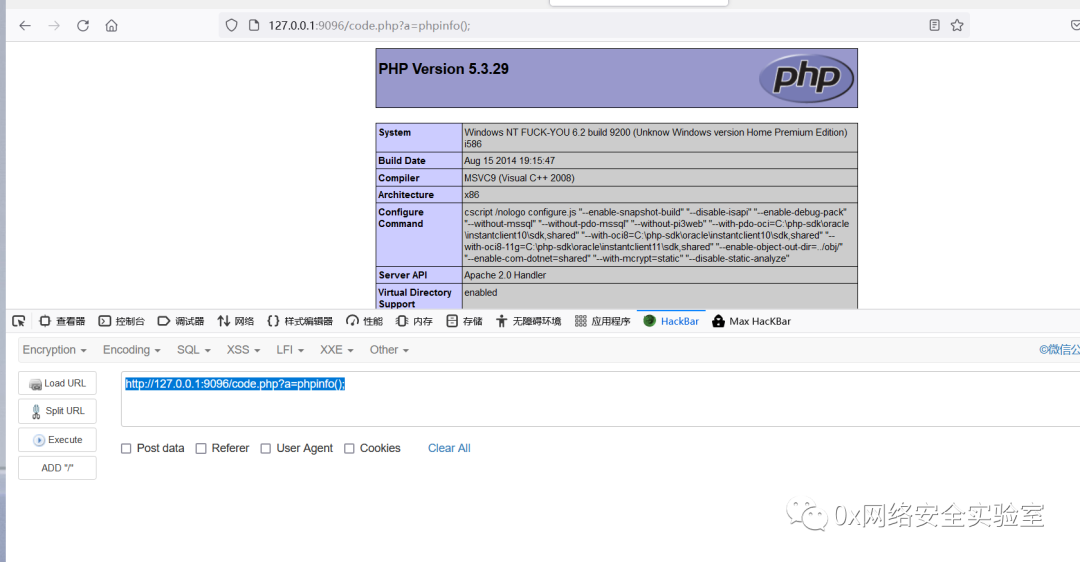 127.0.0.1:9096/code.php?a=phpinfo();
PHP Version 5.3.29
php
System
Windows NT FUCK-YOU 6.2 build 9200 (Unknow Windows version Home Premium Edition)
i586
Build Date
Aug 15 2014 19:15:47
Compiler
MSVC9 (Visual C++ 2008)
Architecture
x86
Configure
Command
cscript /nologo configure.js "--enable-snapshot-build" "--disable-isapi" "--enable-debug-pack"
"--without-mssql" "--without-pdo-mssql" "--without-pi3web" "--with-pdo-oci=C:\php-sdk\oracle
\instantclient10\sdk,shared" "--with-oci8=C:\php-sdk\oracle\instantclient10\sdk,shared" "--
with-oci8-11g=C:\php-sdk\oracle\instantclient11\sdk,shared" "--enable-object-out-dir=../obj/"
"--enable-com-dotnet=shared" "--with-mcrypt=static" "--disable-static-analyze"
Server API
Apache 2.0 Handler
Virtual Directory
Support
enabled
查看器 控制台 调试器 网络 样式编辑器 性能 内存 存储 无障碍环境 应用程序 HackBar Max HacKBar
Encryption Encoding SQL XSS LFI XXE Other ©微信公
Load URL
http://127.0.0.1:9096/code.php?a=phpinfo();
Split URL
Execute
Post data Referer User Agent Cookies Clear All
ADD "/"
0x网络安全实验室